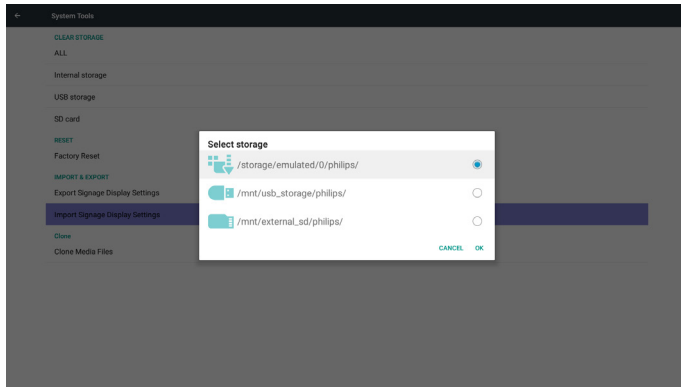 System Tools
CLEAR STORAGE
ALL
Internal storage
USB storage
SD card
RESET
Factory Reset
IMPORT & EXPORT
Export Signage Display Settings
Import Signage Display Settings
Clone
Clone Media Files
Select storage
/storage/emulated/0/philips/
/mnt/usb_storage/philips/
/mnt/external_sd/philips/
CANCEL OK